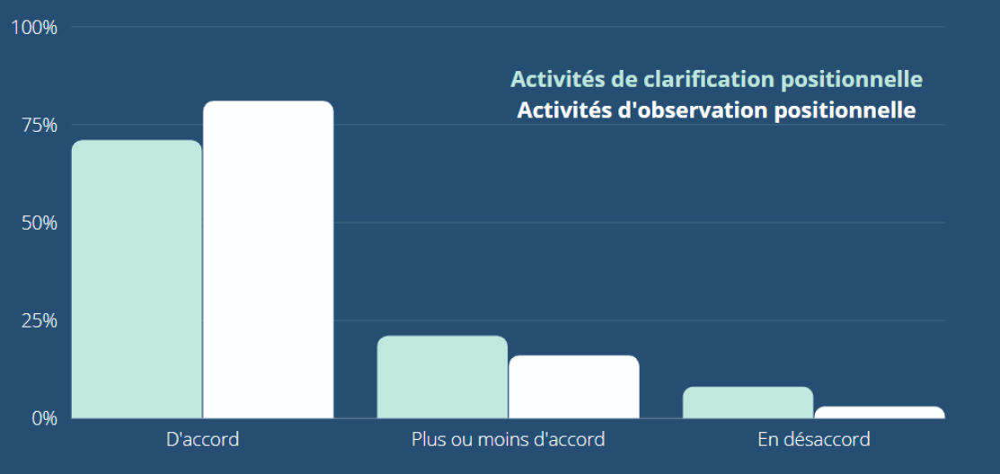 100%
Activités de clarification positionnelle
Activités d'observation positionnelle
75%
50%
25%
0%
D'accord
Plus ou moins d'accord
En désaccord